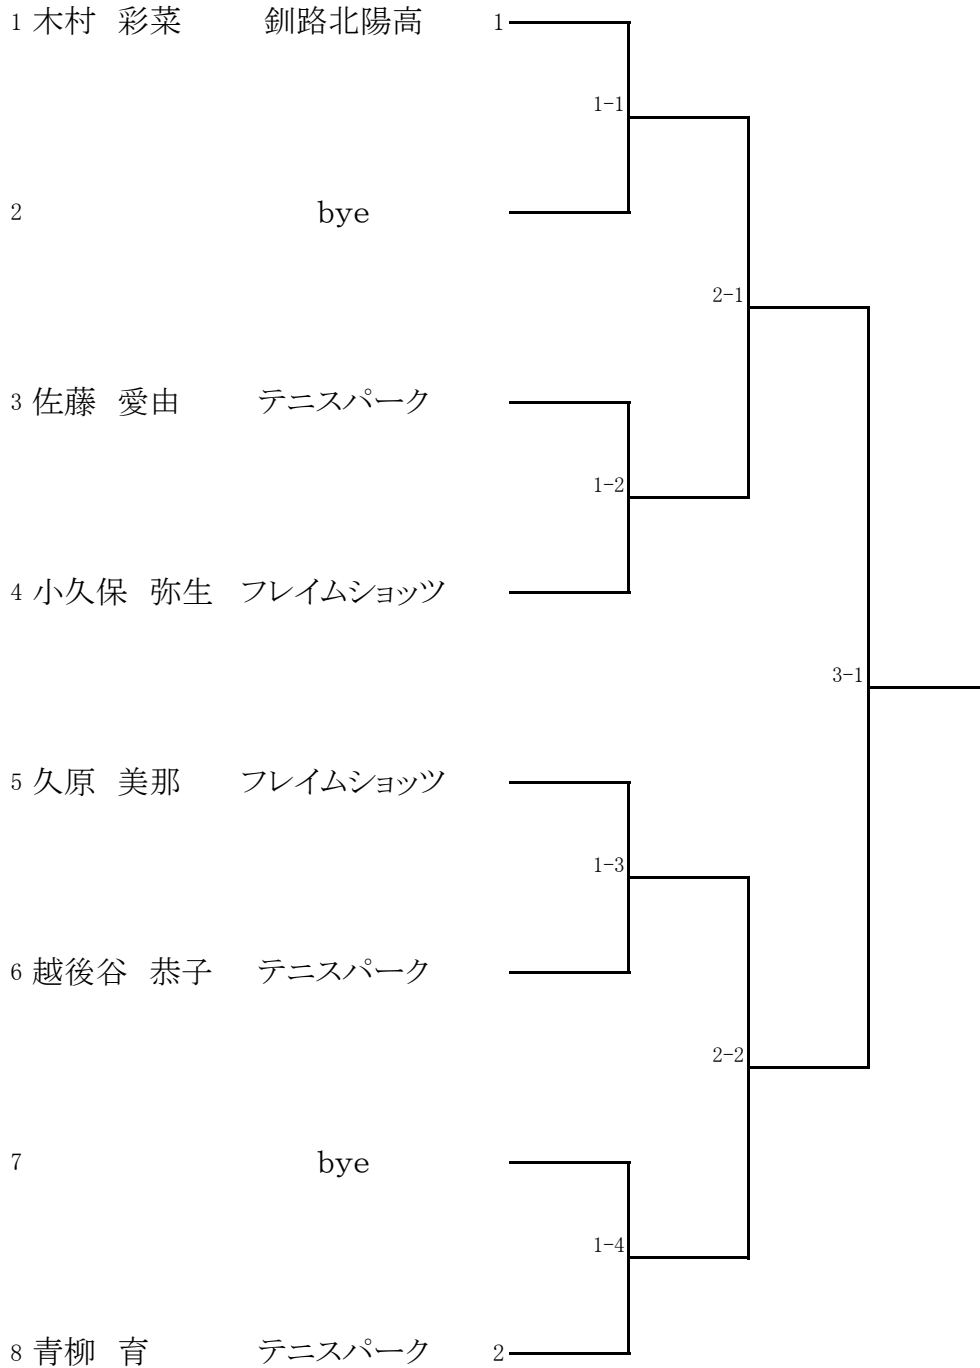 1 木村 彩菜 釧路北陽高 1
1-1
2 bye
2-1
3 佐藤 愛由 テニスパーク
1-2
4 小久保 弥生 フレイムショッツ
3-1
5 久原 美那 フレイムショッツ
1-3
6 越後谷 恭子 テニスパーク
2-2
7 bye
1-4
8 青柳 育 テニスパーク 2